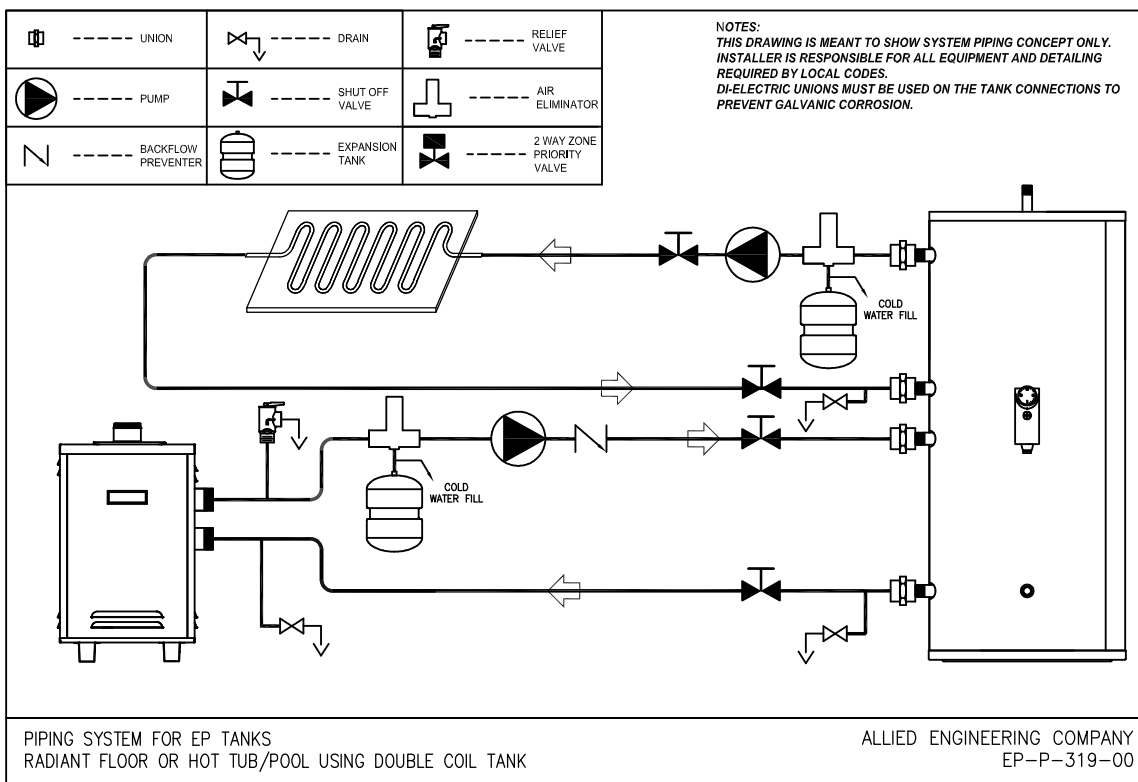 UNION
DRAIN
RELIEF
VALVE
PUMP
SHUT OFF
VALVE
AIR
ELIMINATOR
BACKFLOW
PREVENTER
EXPANSION
TANK
2 WAY ZONE
PRIORITY
VALVE
NOTES:
THIS DRAWING IS MEANT TO SHOW SYSTEM PIPING CONCEPT ONLY.
INSTALLER IS RESPONSIBLE FOR ALL EQUIPMENT AND DETAILING
REQUIRED BY LOCAL CODES.
DI-ELECTRIC UNIONS MUST BE USED ON THE TANK CONNECTIONS TO
PREVENT GALVANIC CORROSION.
COLD
WATER FILL
COLD
WATER FILL
PIPING SYSTEM FOR EP TANKS
RADIANT FLOOR OR HOT TUB/POOL USING DOUBLE COIL TANK
ALLIED ENGINEERING COMPANY
EP-P-319-00